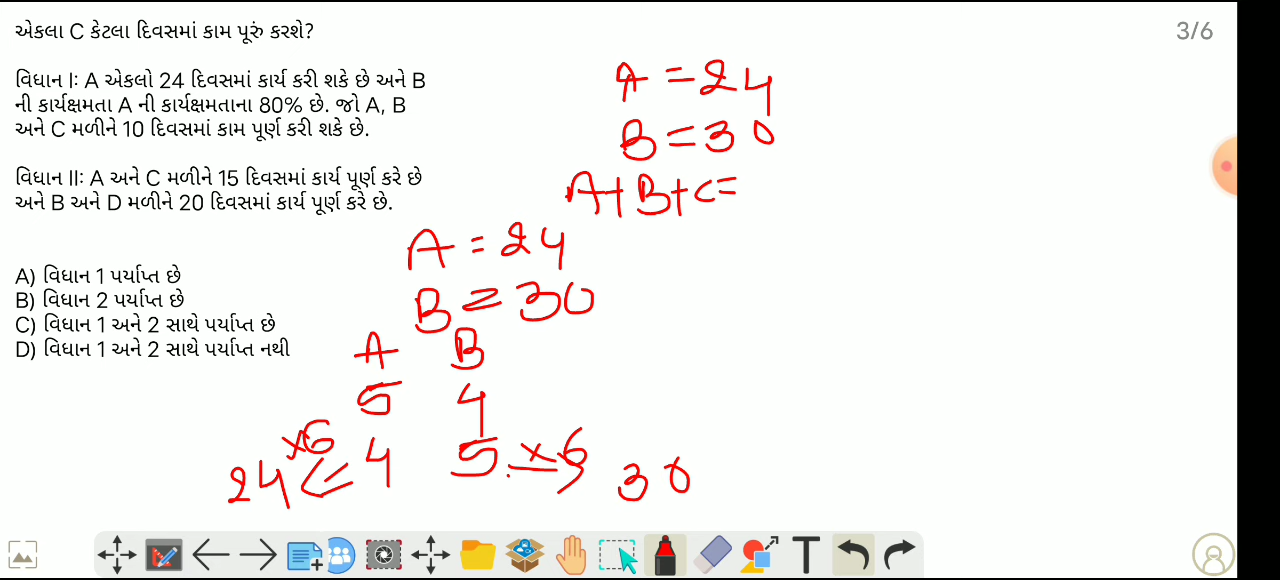 એકલા C કેટલા દિવસમાં કામ પૂરું કરશે?
3/6
વિધાન I: A એકલો 24 દિવસમાં કાર્ય કરી શકે છે અને B
ની કાર્યક્ષમતા A ની કાર્યક્ષમતાના 80% છે. જો A, B
અને C મળીને 10 દિવસમાં કામ પૂર્ણ કરી શકે છે.
વિધાન II: A અને C મળીને 15 દિવસમાં કાર્ય પૂર્ણ કરે છે
અને B અને D મળીને 20 દિવસમાં કાર્ય પૂર્ણ કરે છે.
A) વિધાન 1 પર્યાપ્ત છે
B) વિધાન 2 પર્યાપ્ત છે
C) વિધાન 1 અને 2 સાથે પર્યાપ્ત છે
D) વિધાન 1 અને 2 સાથે પર્યાપ્ત નથી
A = 24
B = 30
A+B+C=
A = 24
B = 30
A B
5 4
24 <= ×6 4 5 ×6 => 30
T